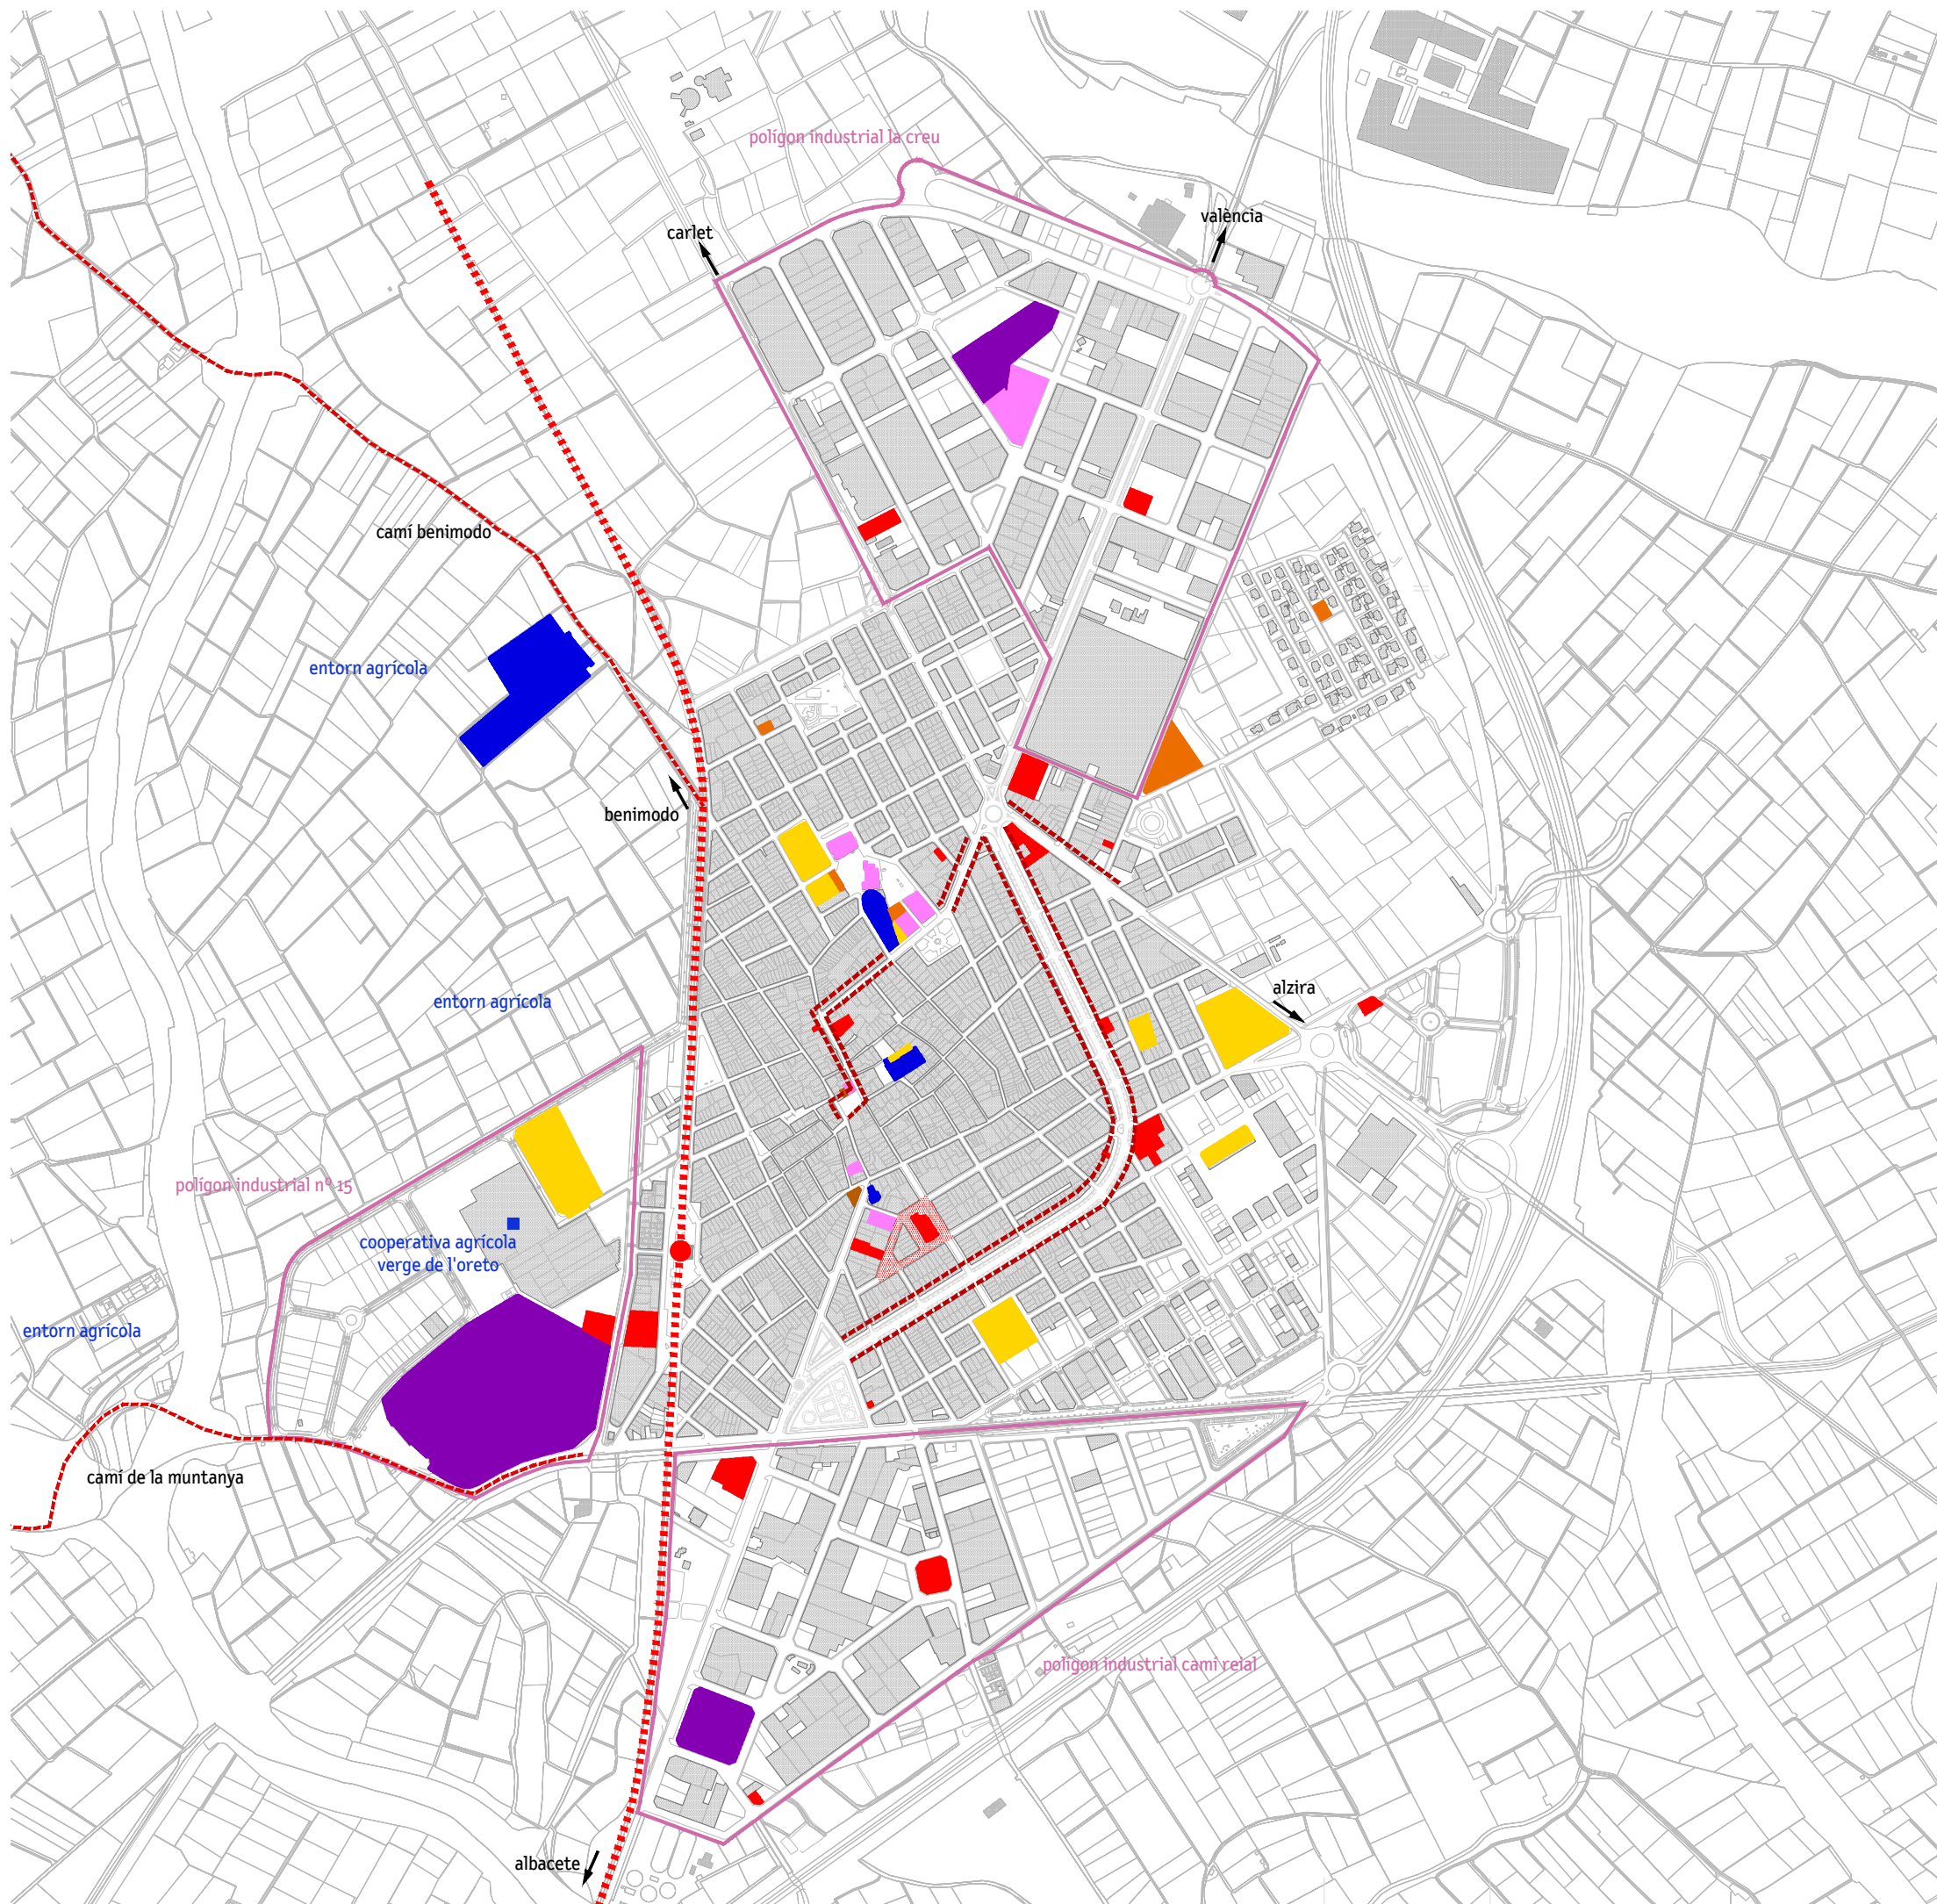 polígon industrial la creu
valència
carlet
camí benimodo
entorn agrícola
benimodo
alzira
entorn agrícola
polígon industrial nº 15
cooperativa agrícola
verge de l'oreto
entorn agrícola
camí de la muntanya
polígon industrial camí reial
albacete